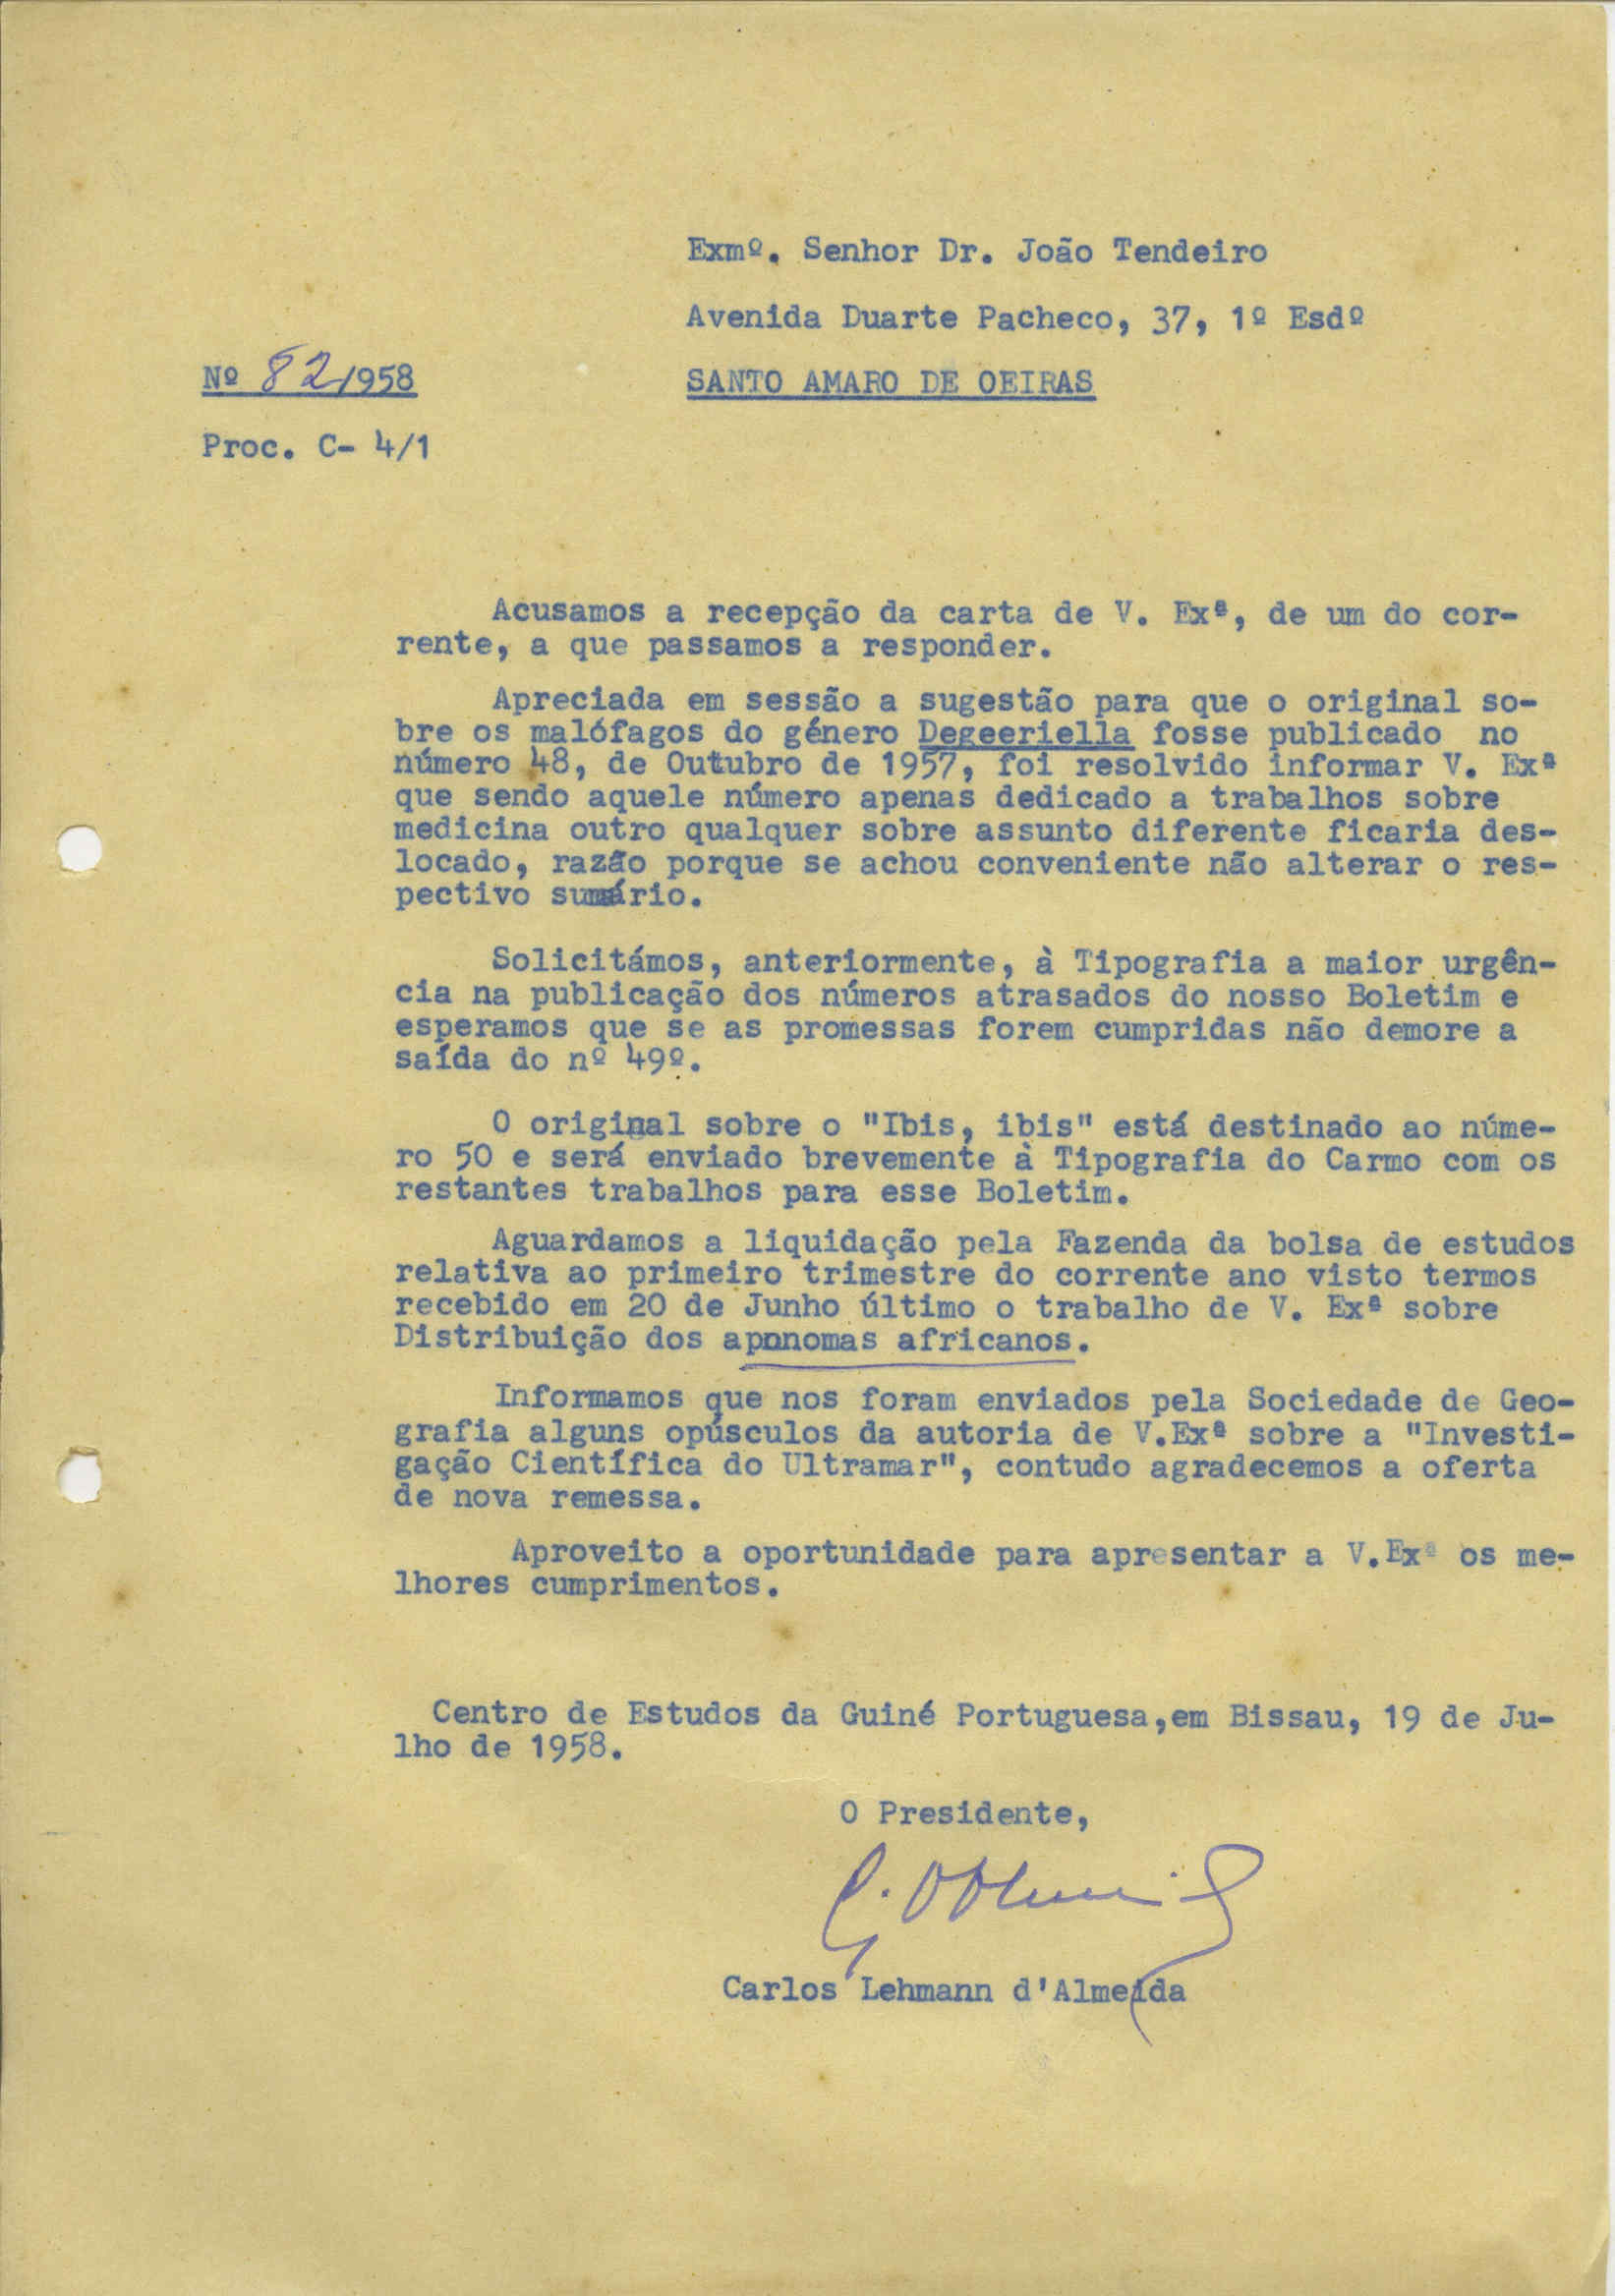 Exmº. Senhor Dr. João Tendeiro
Avenida Duarte Pacheco, 37, 1º Esdº
Nº 82/1958
SANTO AMARO DE OEIRAS
Proc. C- 4/1
Acusamos a recepção da carta de V. Exª, de um do cor-
rente, a que passamos a responder.
Apreciada em sessão a sugestão para que o original so-
bre os malófagos do género Degeeriella fosse publicado no
número 48, de Outubro de 1957, foi resolvido informar V. Exª
que sendo aquele número apenas dedicado a trabalhos sobre
medicina outro qualquer sobre assunto diferente ficaria des-
locado, razão porque se achou conveniente não alterar o res-
pectivo sumário.
Solicitámos, anteriormente, à Tipografia a maior urgên-
cia na publicação dos números atrasados do nosso Boletim e
esperamos que se as promessas forem cumpridas não demore a
saída do nº 49º.
O original sobre o "Ibis, ibis" está destinado ao núme-
ro 50 e será enviado brevemente à Tipografia do Carmo com os
restantes trabalhos para esse Boletim.
Aguardamos a liquidação pela Fazenda da bolsa de estudos
relativa ao primeiro trimestre do corrente ano visto termos
recebido em 20 de Junho último o trabalho de V. Exª sobre
Distribuição dos aponomas africanos.
Informamos que nos foram enviados pela Sociedade de Geo-
grafia alguns opúsculos da autoria de V.Exª sobre a "Investi-
gação Científica do Ultramar", contudo agradecemos a oferta
de nova remessa.
Aproveito a oportunidade para apresentar a V.Exª os me-
lhores cumprimentos.
Centro de Estudos da Guiné Portuguesa,em Bissau, 19 de Ju-
lho de 1958.
O Presidente,
Carlos Lehmann d'Almeida